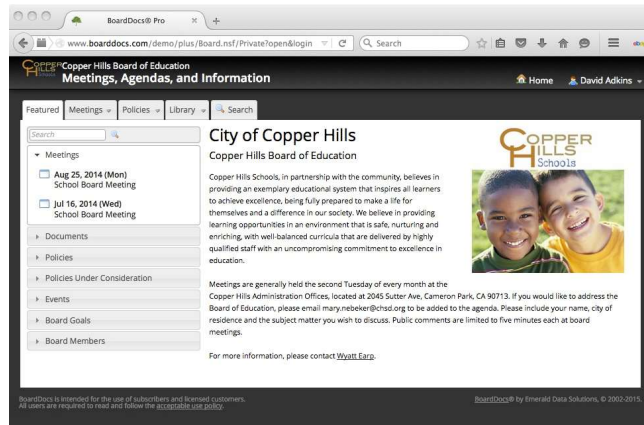 BoardDocs® Pro
www.boarddocs.com/demo/plus/Board.nsf/Private?open&login
Search
COPPER HILLS
Copper Hills Board of Education
Meetings, Agendas, and Information
Home
David Adkins
Featured
Meetings
Policies
Library
Search
Search
Meetings
Aug 25, 2014 (Mon)
School Board Meeting
Jul 16, 2014 (Wed)
School Board Meeting
Documents
Policies
Policies Under Consideration
Events
Board Goals
Board Members
City of Copper Hills
Copper Hills Board of Education
COPPER
HILLS
Schools
Copper Hills Schools, in partnership with the community, believes in
providing an exemplary educational system that inspires all learners
to achieve excellence, being fully prepared to make a life for
themselves and a difference in our society. We believe in providing
learning opportunities in an environment that is safe, nurturing and
enriching, with well-balanced curricula that are delivered by highly
qualified staff with an uncompromising commitment to excellence in
education.
Meetings are generally held the second Tuesday of every month at the
Copper Hills Administration Offices, located at 2045 Sutter Ave, Cameron Park, CA 90713. If you would like to address the
Board of Education, please email mary.nebeker@chsd.org to be added to the agenda. Please include your name, city of
residence and the subject matter you wish to discuss. Public comments are limited to five minutes each at board
meetings.
For more information, please contact Wyatt Earp.
BoardDocs is intended for the use of subscribers and licensed customers.
All users are required to read and follow the acceptable use policy.
BoardDocs® by Emerald Data Solutions, © 2002-2015.